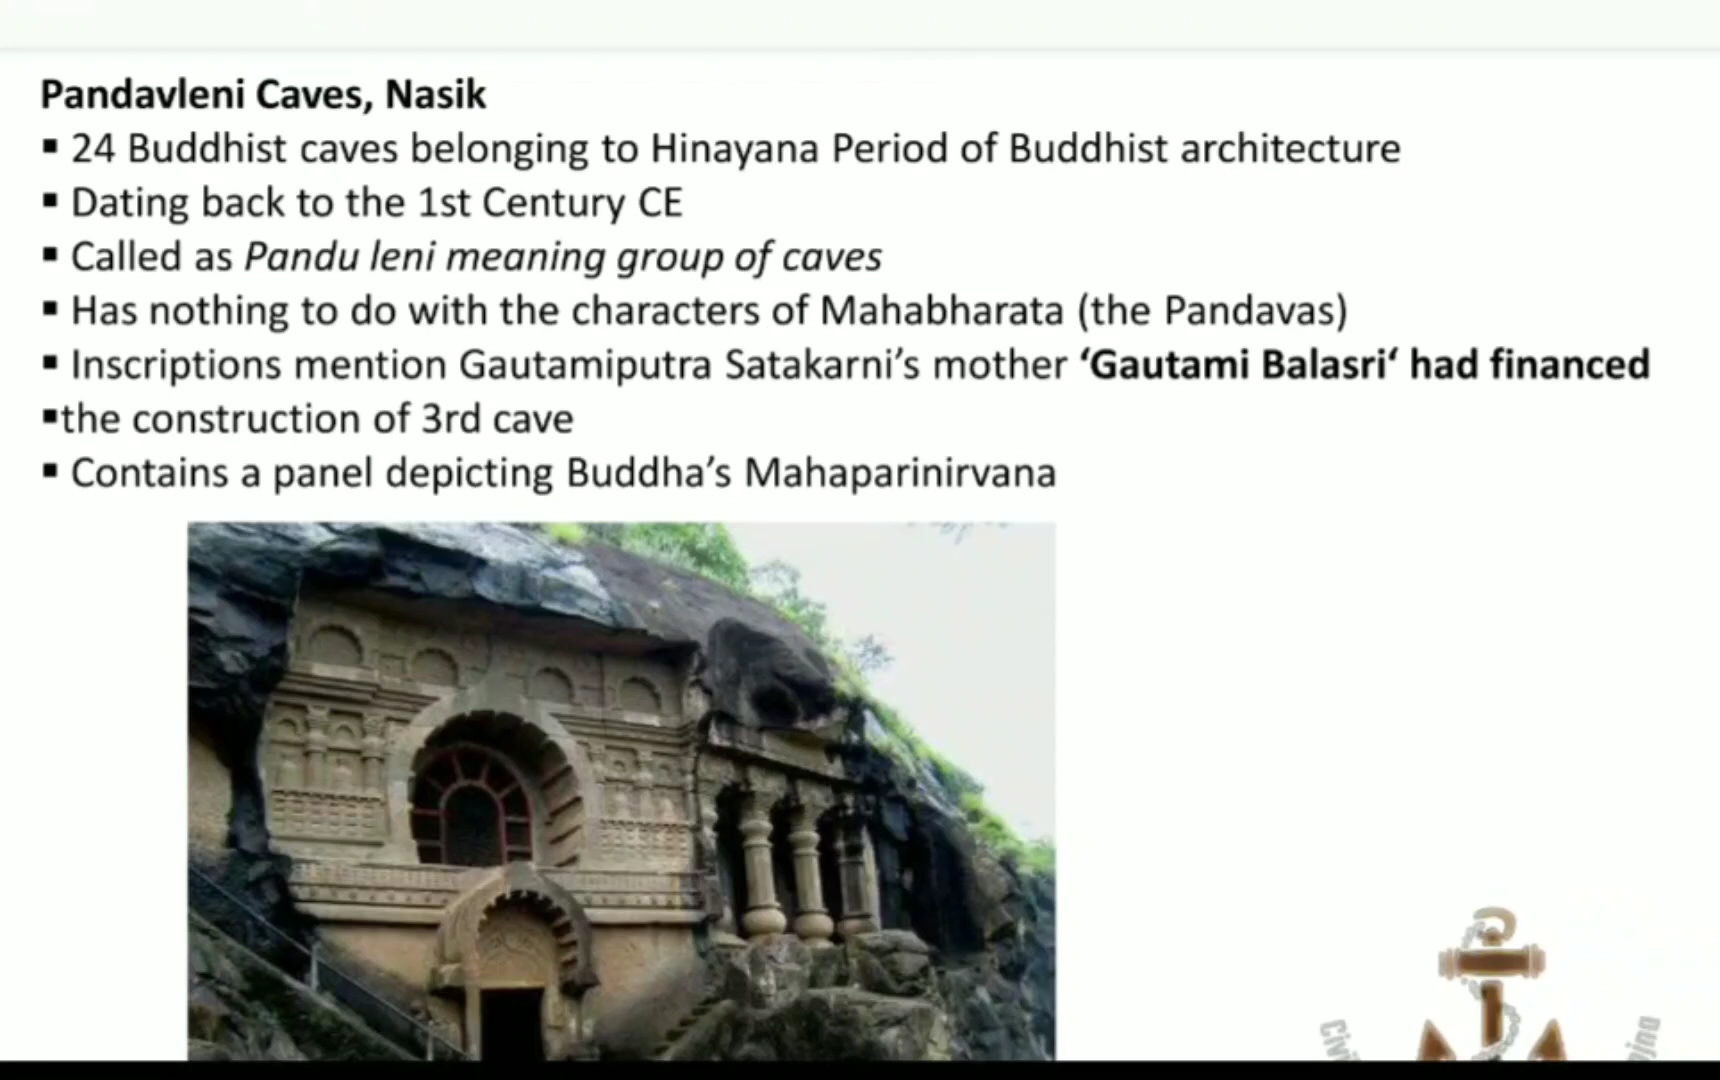 Pandavleni Caves, Nasik
▪ 24 Buddhist caves belonging to Hinayana Period of Buddhist architecture
▪ Dating back to the 1st Century CE
▪ Called as Pandu leni meaning group of caves
▪ Has nothing to do with the characters of Mahabharata (the Pandavas)
▪ Inscriptions mention Gautamiputra Satakarni’s mother ‘Gautami Balasri‘ had financed
▪the construction of 3rd cave
▪ Contains a panel depicting Buddha’s Mahaparinirvana